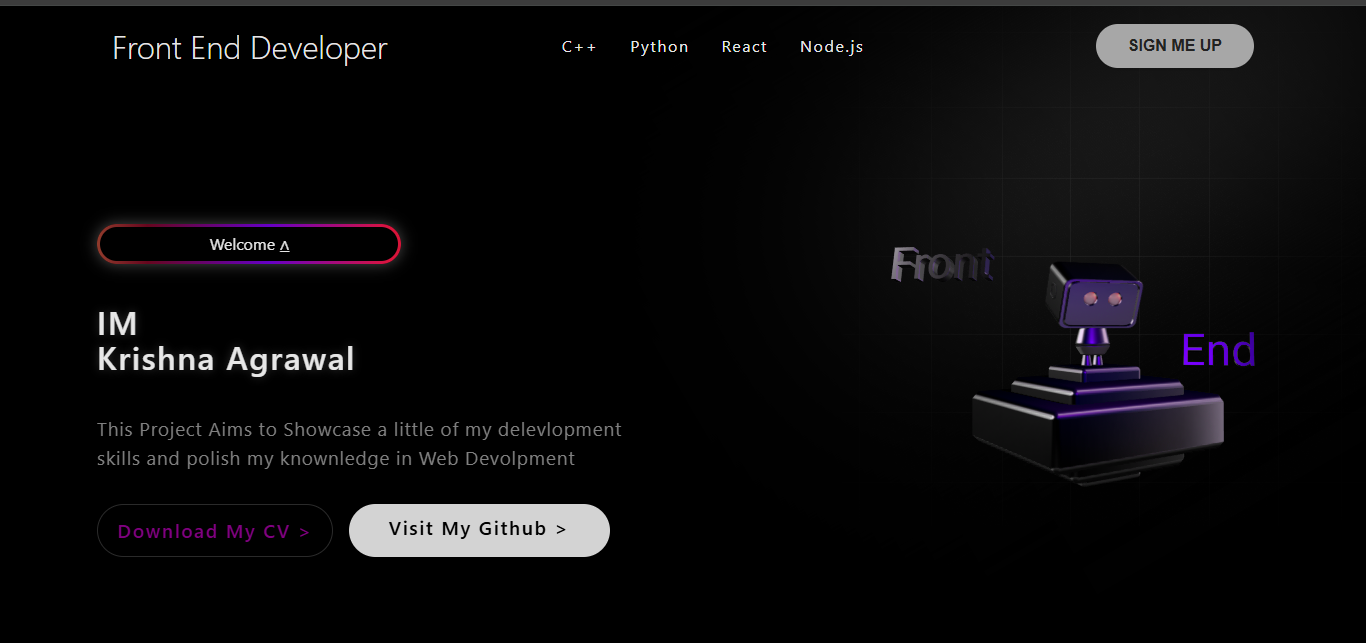 Front End Developer
C++ Python React Node.js
SIGN ME UP
Welcome ^
IM
Krishna Agrawal
This Project Aims to Showcase a little of my delevlopment
skills and polish my knownledge in Web Devolpment
Download My CV >
Visit My Github >
Front
End